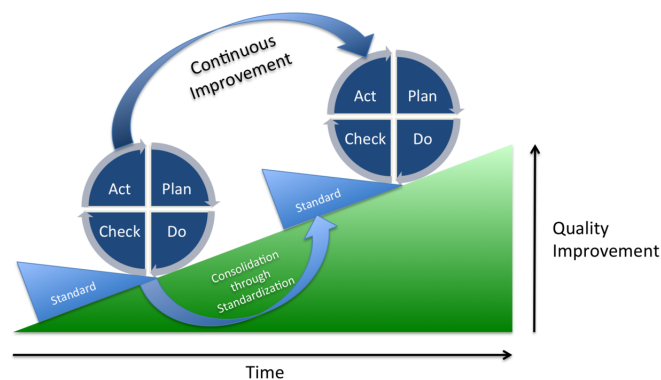 Continuous
Improvement
Act
Plan
Check
Do
Act
Plan
Check
Do
Standard
Standard
Consolidation
through
Standardization
Quality
Improvement
Time